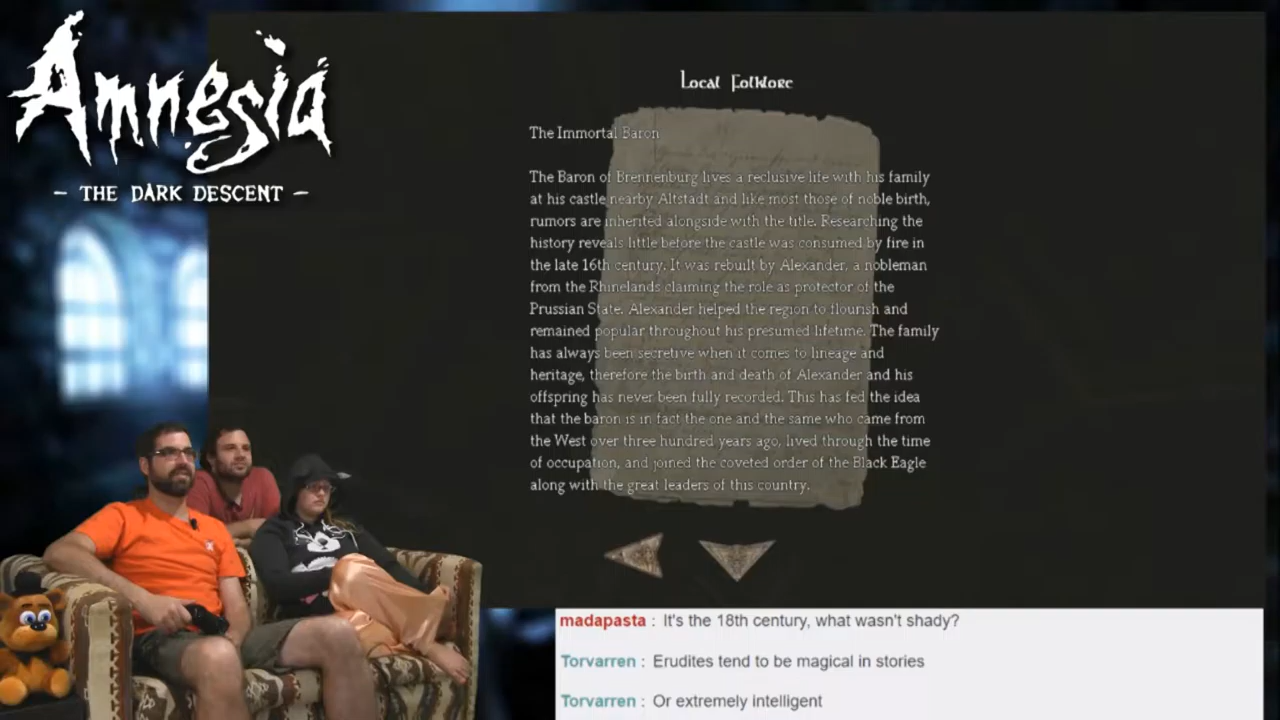 Amnesia
- THE DARK DESCENT -
Local Folklore
The Immortal Baron
The Baron of Brennenburg lives a reclusive life with his family
at his castle nearby Altstadt and like most those of noble birth,
rumors are inherited alongside with the title. Researching the
history reveals little before the castle was consumed by fire in
the late 16th century. It was rebuilt by Alexander, a nobleman
from the Rhinelands claiming the role as protector of the
Prussian State. Alexander helped the region to flourish and
remained popular throughout his presumed lifetime. The family
has always been secretive when it comes to lineage and
heritage, therefore the birth and death of Alexander and his
offspring has never been fully recorded. This has fed the idea
that the baron is in fact the one and the same who came from
the West over three hundred years ago, lived through the time
of occupation, and joined the coveted order of the Black Eagle
along with the great leaders of this country.
madapasta : It's the 18th century, what wasn't shady?
Torvarren : Erudites tend to be magical in stories
Torvarren : Or extremely intelligent